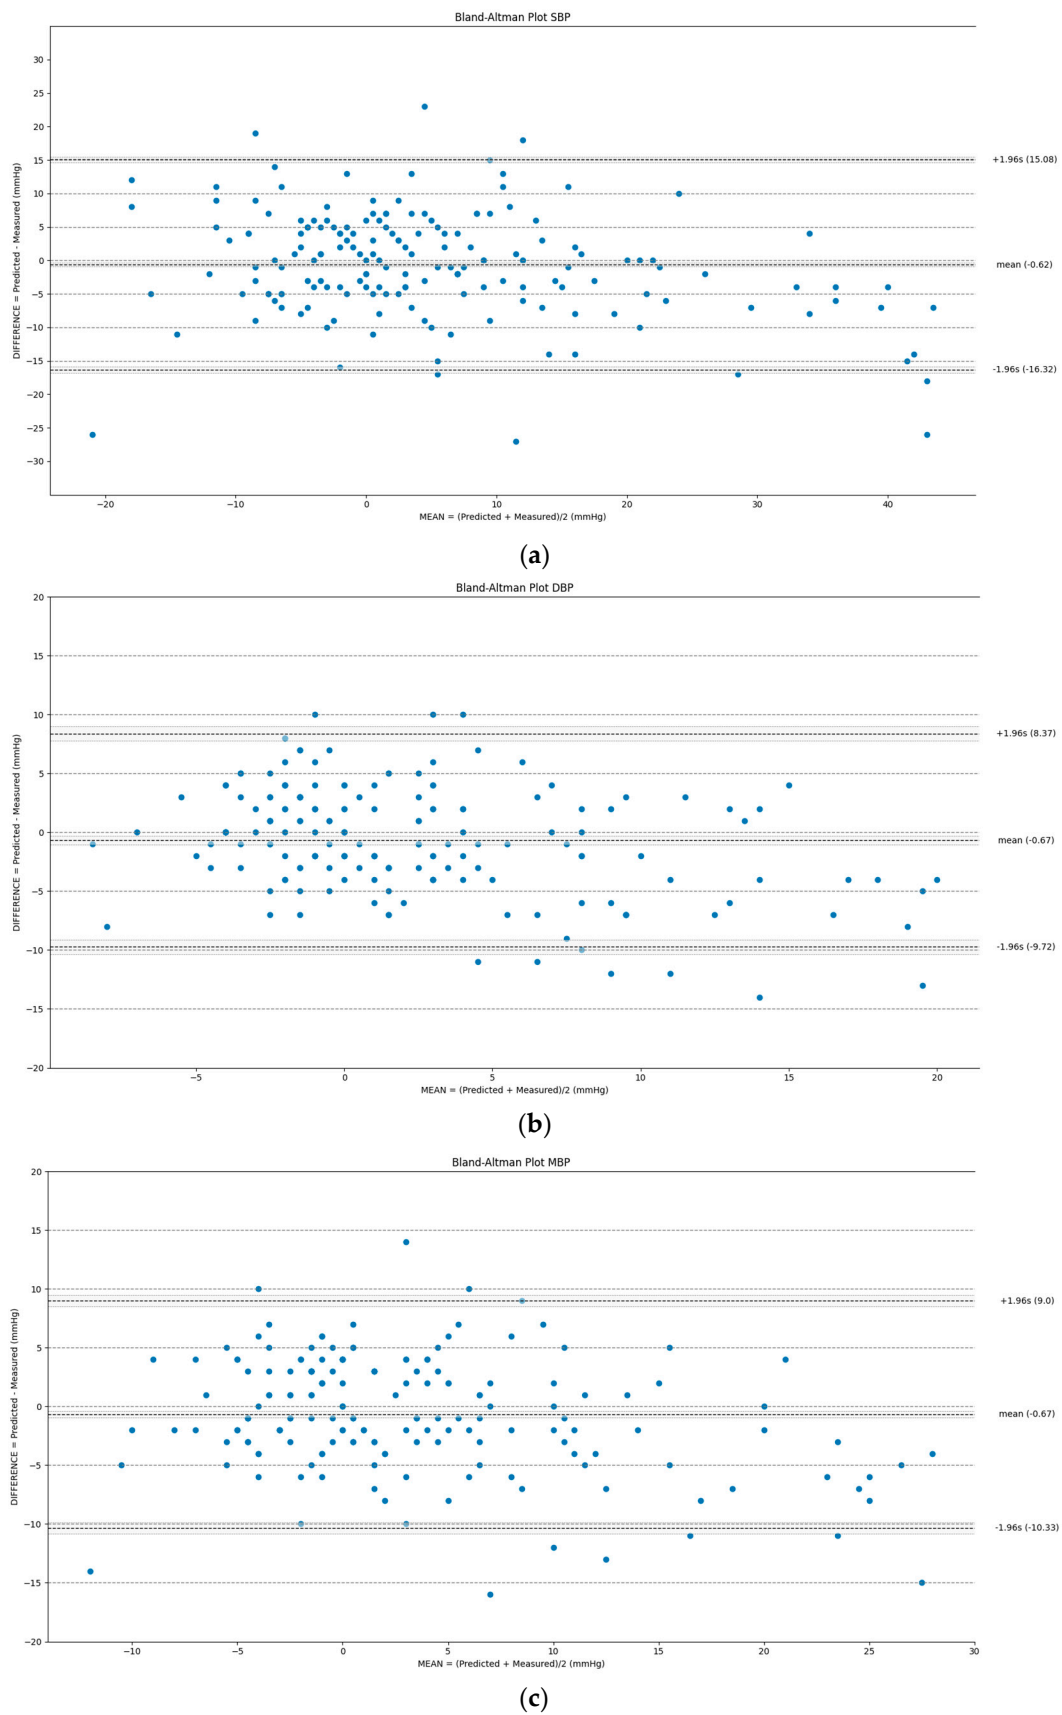 Bland-Altman Plot SBP
30
25
20
15
10
5
0
−5
−10
−15
−20
−25
−30
DIFFERENCE = Predicted - Measured (mmHg)
+1.96s (15.08)
mean (-0.62)
-1.96s (-16.32)
−20 −10 0 10 20 30 40
MEAN = (Predicted + Measured)/2 (mmHg)
(a)
Bland-Altman Plot DBP
20
15
10
5
0
−5
−10
−15
−20
DIFFERENCE = Predicted - Measured (mmHg)
+1.96s (8.37)
mean (-0.67)
-1.96s (-9.72)
−5 0 5 10 15 20
MEAN = (Predicted + Measured)/2 (mmHg)
(b)
Bland-Altman Plot MBP
20
15
10
5
0
−5
−10
−15
−20
DIFFERENCE = Predicted - Measured (mmHg)
+1.96s (9.0)
mean (-0.67)
-1.96s (-10.33)
−10 −5 0 5 10 15 20 25 30
MEAN = (Predicted + Measured)/2 (mmHg)
(c)